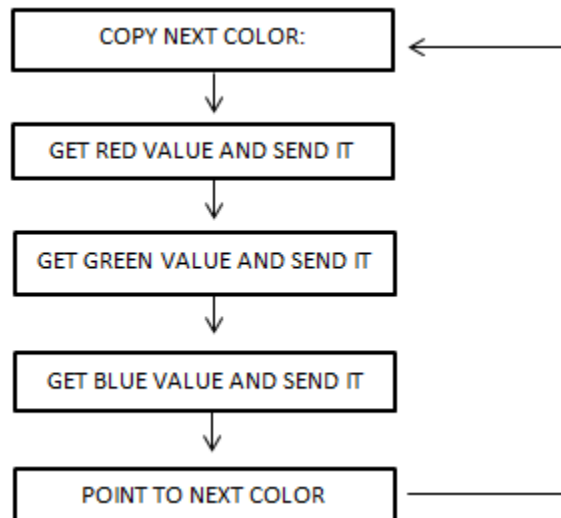 COPY NEXT COLOR:
GET RED VALUE AND SEND IT
GET GREEN VALUE AND SEND IT
GET BLUE VALUE AND SEND IT
POINT TO NEXT COLOR